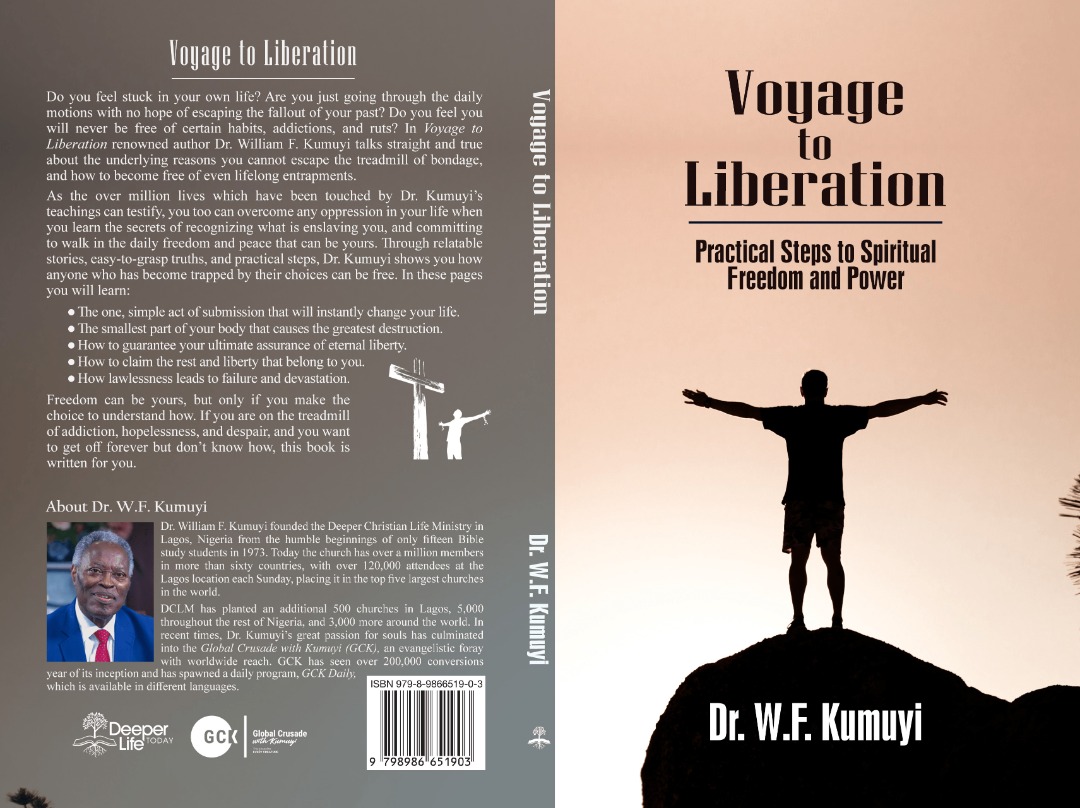 Voyage to Liberation
Do you feel stuck in your own life? Are you just going through the daily
motions with no hope of escaping the fallout of your past? Do you feel you
will never be free of certain habits, addictions, and ruts? In Voyage to
Liberation renowned author Dr. William F. Kumuyi talks straight and true
about the underlying reasons you cannot escape the treadmill of bondage,
and how to become free of even lifelong entrapments.
As the over million lives which have been touched by Dr. Kumuyi's
teachings can testify, you too can overcome any oppression in your life when
you learn the secrets of recognizing what is enslaving you, and committing
to walk in the daily freedom and peace that can be yours. Through relatable
stories, easy-to-grasp truths, and practical steps, Dr. Kumuyi shows you how
anyone who has become trapped by their choices can be free. In these pages
you will learn:
● The one, simple act of submission that will instantly change your life.
● The smallest part of your body that causes the greatest destruction.
● How to guarantee your ultimate assurance of eternal liberty.
● How to claim the rest and liberty that belong to you.
● How lawlessness leads to failure and devastation.
Freedom can be yours, but only if you make the
choice to understand how. If you are on the treadmill
of addiction, hopelessness, and despair, and you want
to get off forever but don't know how, this book is
written for you.
About Dr. W.F. Kumuyi
Dr. William F. Kumuyi founded the Deeper Christian Life Ministry in
Lagos, Nigeria from the humble beginnings of only fifteen Bible
study students in 1973. Today the church has over a million members
in more than sixty countries, with over 120,000 attendees at the
Lagos location each Sunday, placing it in the top five largest churches
in the world.
DCLM has planted an additional 500 churches in Lagos, 5,000
throughout the rest of Nigeria, and 3,000 more around the world. In
recent times, Dr. Kumuyi's great passion for souls has culminated
into the Global Crusade with Kumuyi (GCK), an evangelistic foray
with worldwide reach. GCK has seen over 200,000 conversions
year of its inception and has spawned a daily program, GCK Daily,
which is available in different languages.
Deeper
Life TODAY
GCK
Global Crusade
with Kumuyi
ISBN 979-8-9866519-0-3
9 798986 651903
Voyage to Liberation
Dr. W.F. Kumuyi
Voyage
to
Liberation
Practical Steps to Spiritual
Freedom and Power
Dr. W.F. Kumuyi